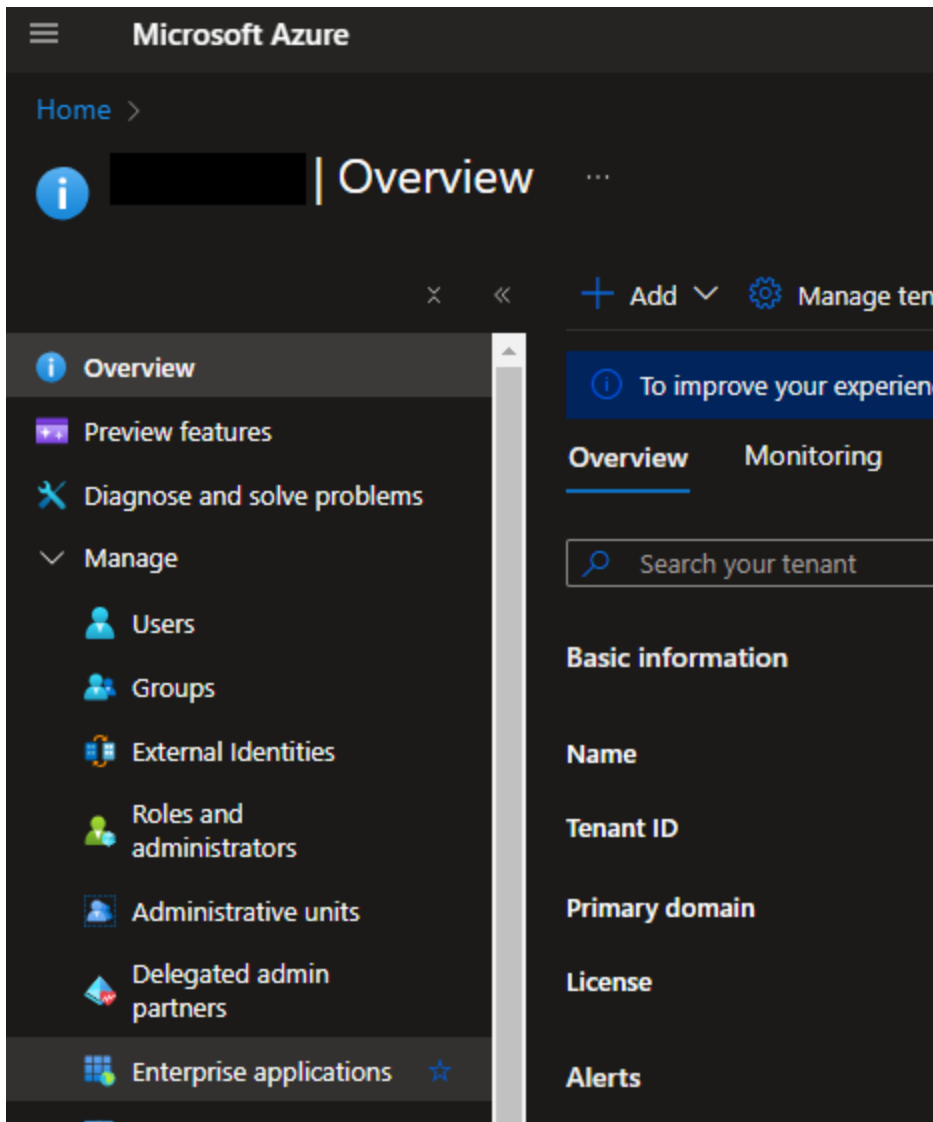 Microsoft Azure
Home >
| Overview ...
+ Add Manage ten
Overview
Preview features
Diagnose and solve problems
Manage
Users
Groups
External Identities
Roles and
administrators
Administrative units
Delegated admin
partners
Enterprise applications
To improve your experien
Overview Monitoring
Search your tenant
Basic information
Name
Tenant ID
Primary domain
License
Alerts